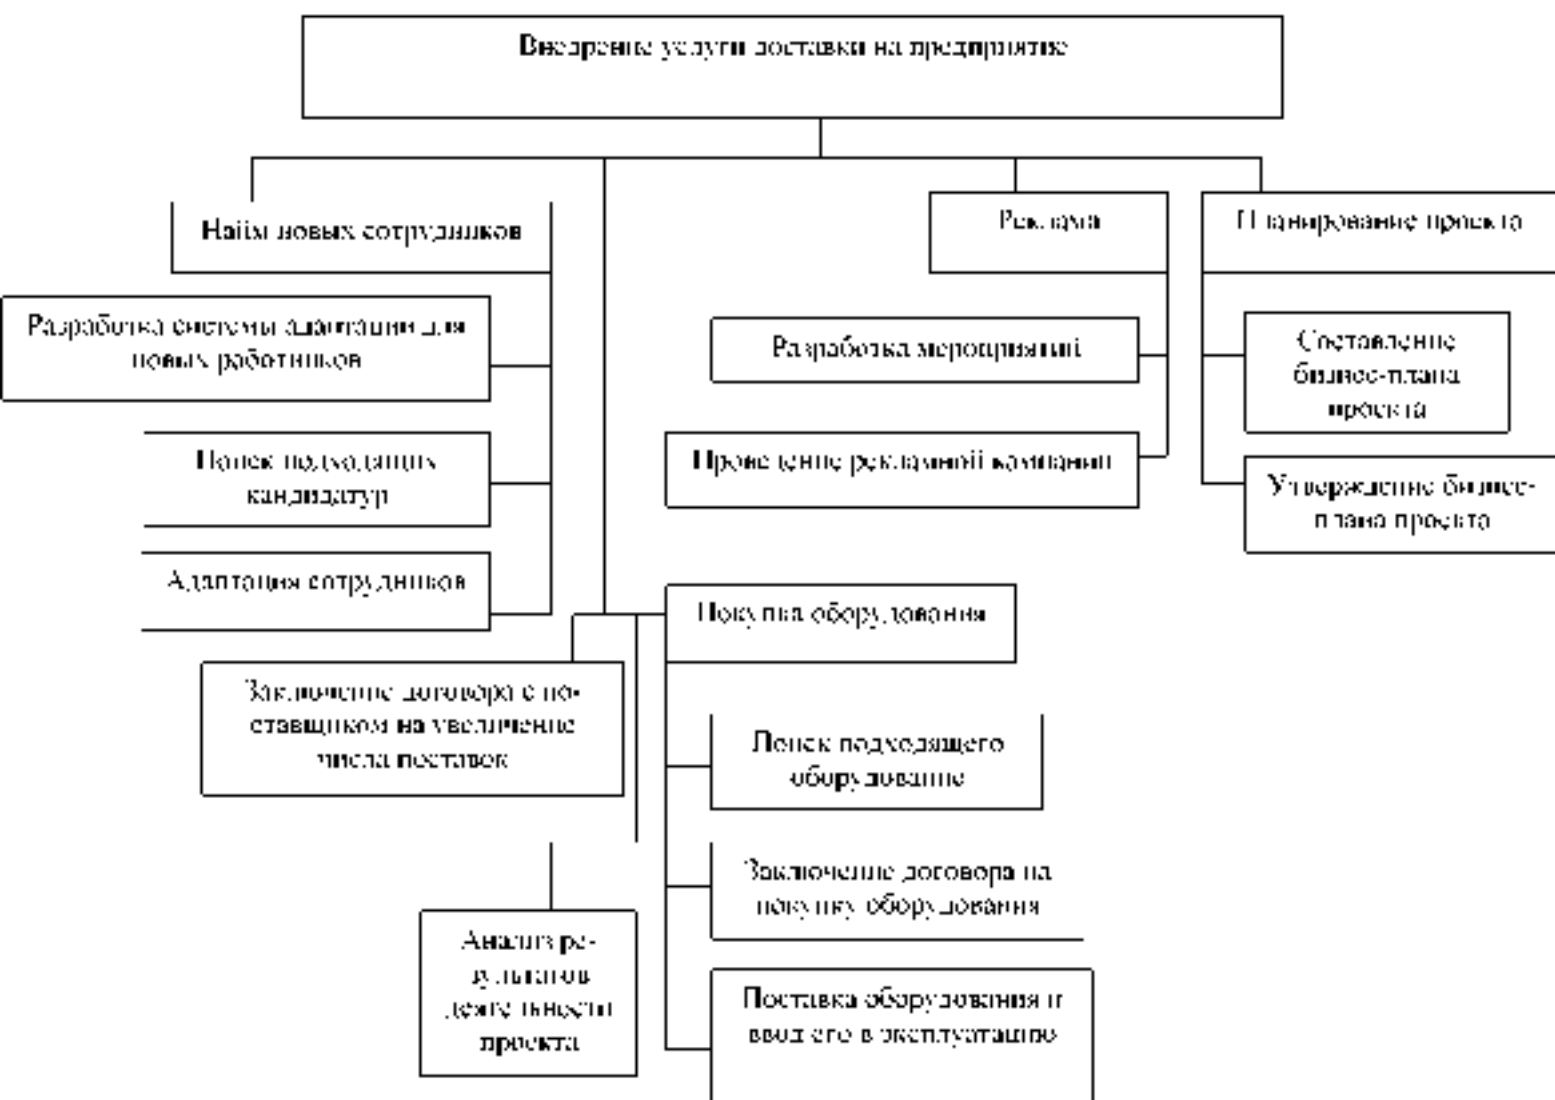 Внедрение услуги доставки на предприятие
Найм новых сотрудников
Реклама
Планирование проекта
Разработка системы адаптации для
новых работников
Разработка мероприятий
Составление
бизнес-плана
проекта
Поиск подходящих
кандидатур
Проведение рекламной кампании
Утверждение бизнес-
плана проекта
Адаптация сотрудников
Покупка оборудования
Заключение договора с по-
ставщиком на увеличение
числа поставок
Поиск подходящего
оборудование
Заключение договора на
покупку оборудования
Анализ ре-
зультатов
деятельности
проекта
Поставка оборудования и
ввод его в эксплуатацию